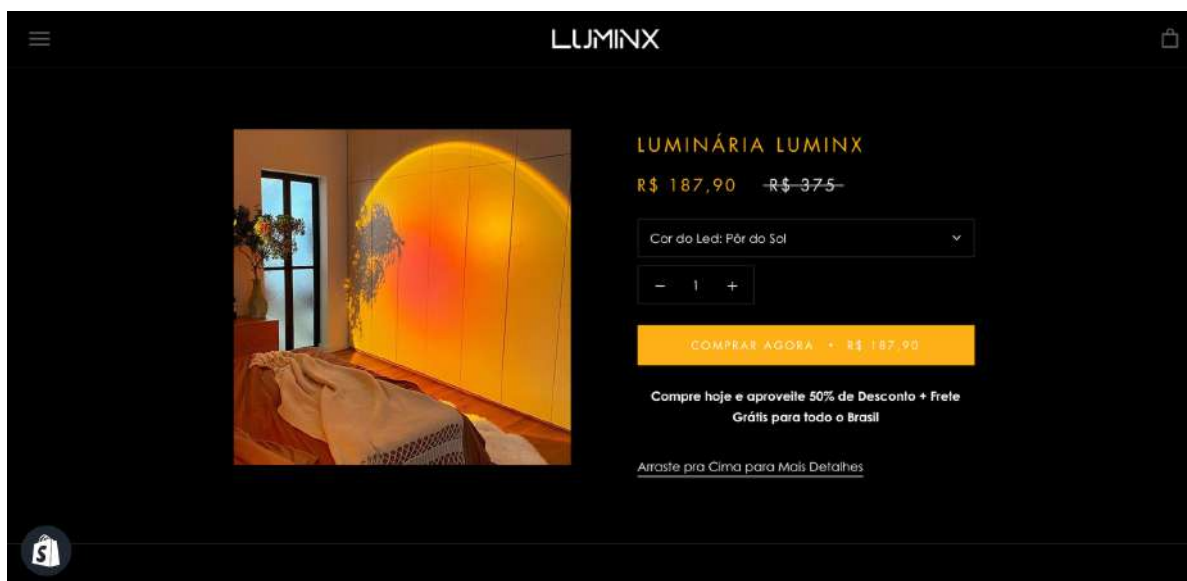 LUMINX
LUMINÁRIA LUMINX
R$ 187,90 R$ 375
Cor do Led: Pôr do Sol
− 1 +
COMPRAR AGORA • R$ 187,90
Compre hoje e aproveite 50% de Desconto + Frete
Grátis para todo o Brasil
Arraste pra Cima para Mais Detalhes